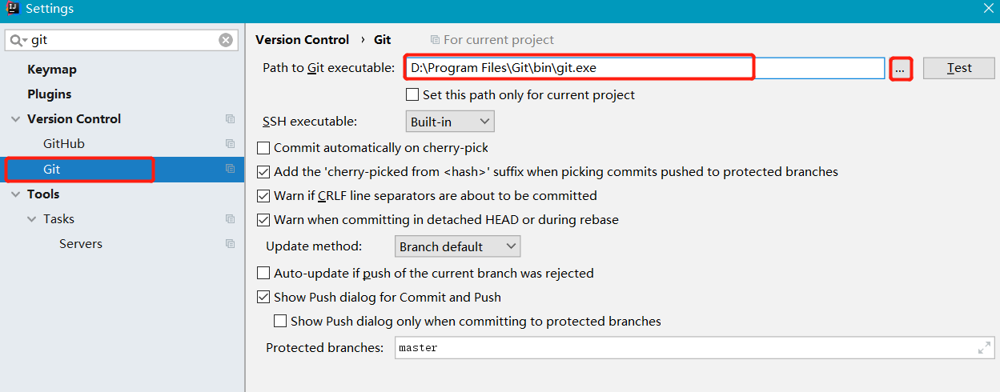 Settings
git
Keymap
Plugins
Version Control
GitHub
Git
Tools
Tasks
Servers
Version Control › Git For current project
Path to Git executable: D:\Program Files\Git\bin\git.exe ... Test
Set this path only for current project
SSH executable: Built-in
Commit automatically on cherry-pick
Add the 'cherry-picked from <hash>' suffix when picking commits pushed to protected branches
Warn if CRLF line separators are about to be committed
Warn when committing in detached HEAD or during rebase
Update method: Branch default
Auto-update if push of the current branch was rejected
Show Push dialog for Commit and Push
Show Push dialog only when committing to protected branches
Protected branches: master